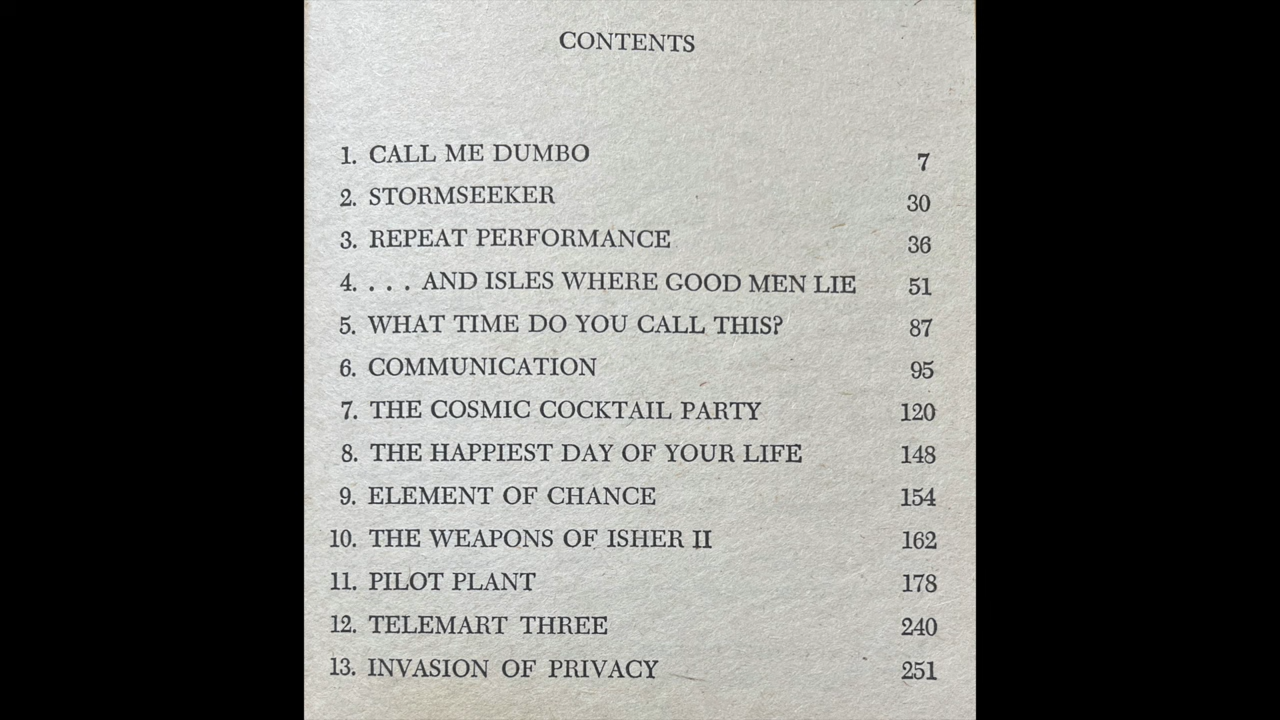 CONTENTS
1. CALL ME DUMBO 7
2. STORMSEEKER 30
3. REPEAT PERFORMANCE 36
4. . . . AND ISLES WHERE GOOD MEN LIE 51
5. WHAT TIME DO YOU CALL THIS? 87
6. COMMUNICATION 95
7. THE COSMIC COCKTAIL PARTY 120
8. THE HAPPIEST DAY OF YOUR LIFE 148
9. ELEMENT OF CHANCE 154
10. THE WEAPONS OF ISHER II 162
11. PILOT PLANT 178
12. TELEMART THREE 240
13. INVASION OF PRIVACY 251